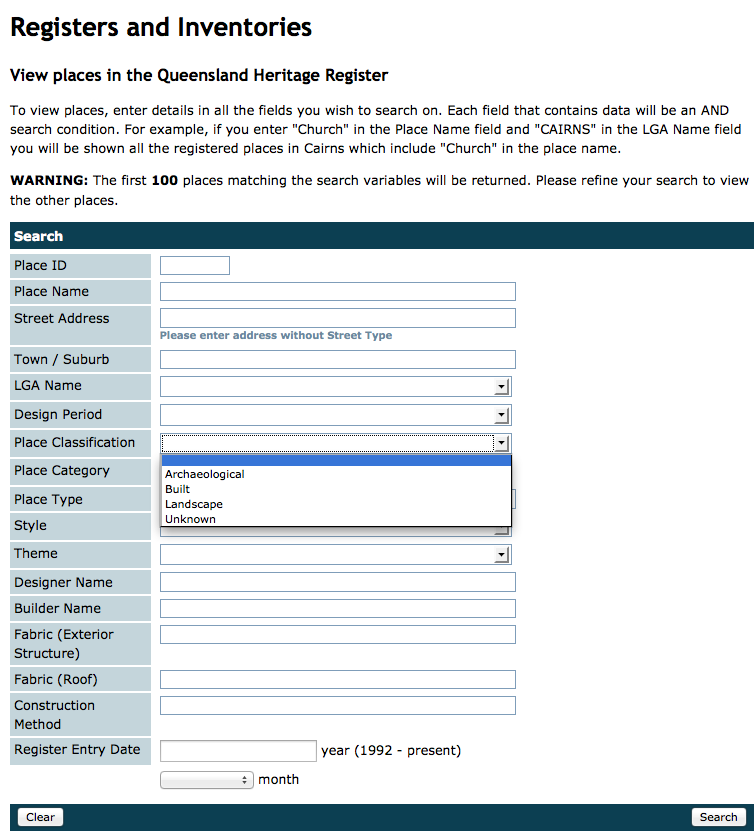 Registers and Inventories
View places in the Queensland Heritage Register
To view places, enter details in all the fields you wish to search on. Each field that contains data will be an AND
search condition. For example, if you enter "Church" in the Place Name field and "CAIRNS" in the LGA Name field
you will be shown all the registered places in Cairns which include "Church" in the place name.
WARNING: The first 100 places matching the search variables will be returned. Please refine your search to view
the other places.
Search
Place ID
Place Name
Street Address
Please enter address without Street Type
Town / Suburb
LGA Name
Design Period
Place Classification
Place Category
Archaeological
Built
Place Type
Landscape
Unknown
Style
Theme
Designer Name
Builder Name
Fabric (Exterior
Structure)
Fabric (Roof)
Construction
Method
Register Entry Date
year (1992 - present)
month
Clear
Search